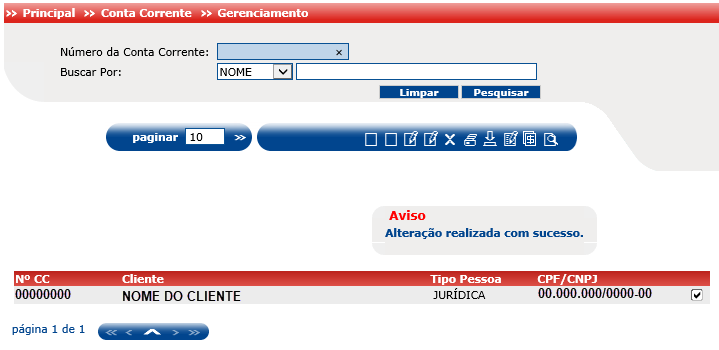 >> Principal >> Conta Corrente >> Gerenciamento
Número da Conta Corrente: ×
Buscar Por: NOME
Limpar Pesquisar
paginar 10 >>
Aviso
Alteração realizada com sucesso.
Nº CC Cliente Tipo Pessoa CPF/CNPJ
00000000 NOME DO CLIENTE JURÍDICA 00.000.000/0000-00
página 1 de 1 << < > >>